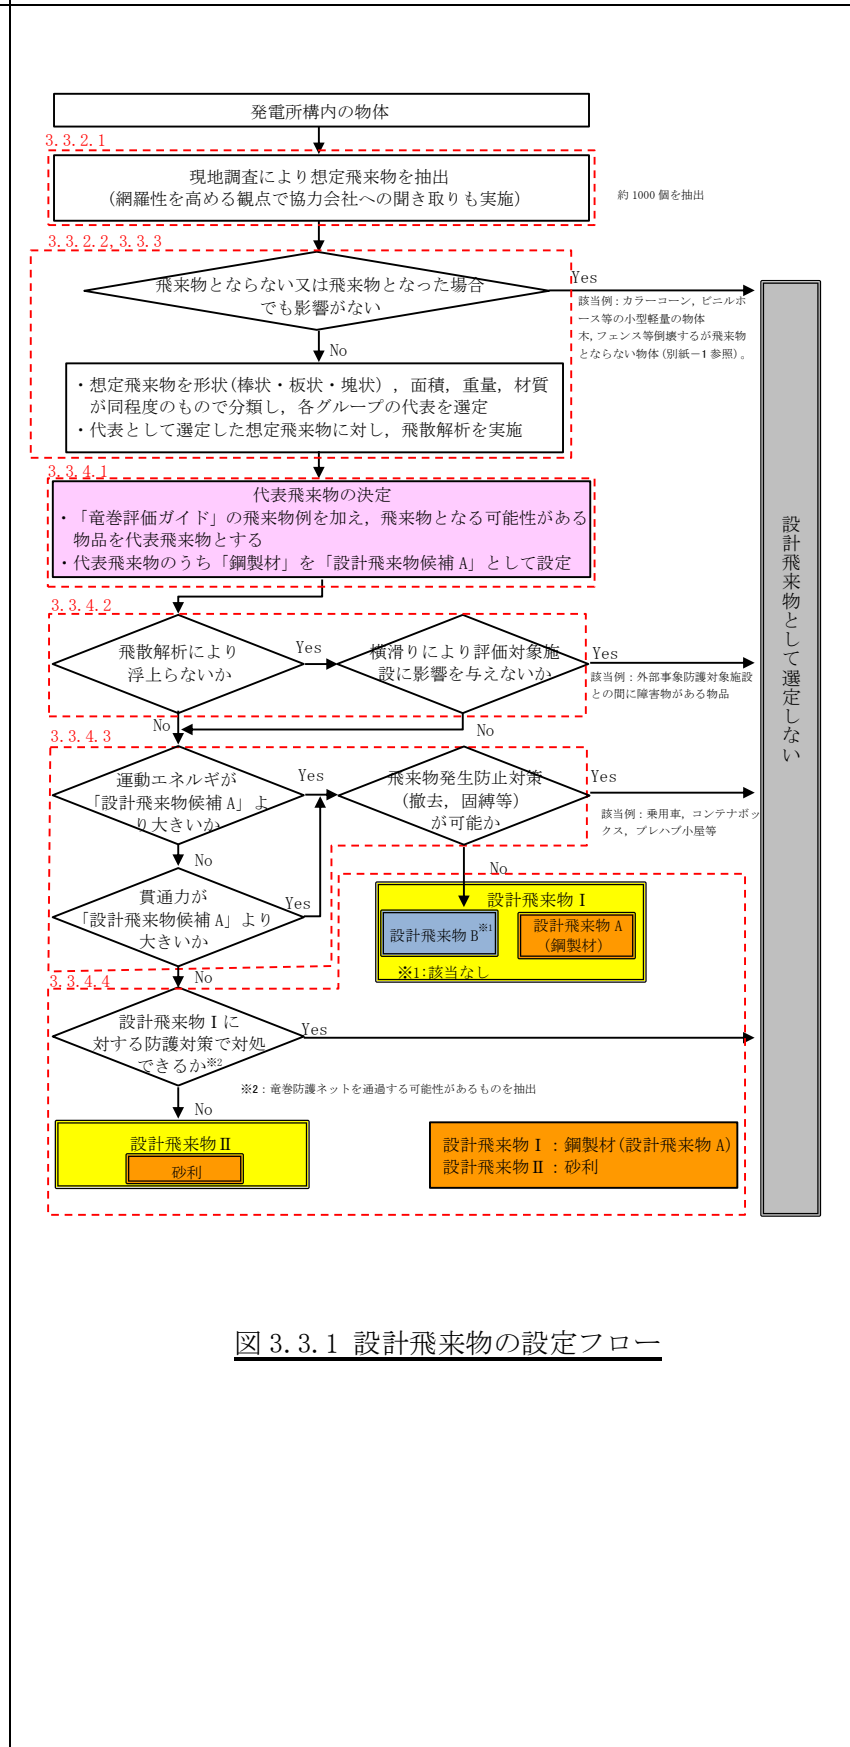 発電所構内の物体
3.3.2.1
現地調査により想定飛来物を抽出
(網羅性を高める観点で協力会社への聞き取りも実施)
約 1000 個を抽出
3.3.2.2,3.3.3
飛来物とならない又は飛来物となった場合
でも影響がない
Yes
該当例：カラーコーン，ビニルホ
ース等の小型軽量の物体
木，フェンス等倒壊するが飛来物
とならない物体(別紙－1 参照)。
No
・想定飛来物を形状(棒状・板状・塊状)，面積，重量，材質
が同程度のもので分類し，各グループの代表を選定
・代表として選定した想定飛来物に対し，飛散解析を実施
3.3.4.1
代表飛来物の決定
・「竜巻評価ガイド」の飛来物例を加え，飛来物となる可能性がある
物品を代表飛来物とする
・代表飛来物のうち「鋼製材」を「設計飛来物候補 A」として設定
設計飛来物として選定しない
3.3.4.2
飛散解析により
浮上らないか
Yes
横滑りにより評価対象施
設に影響を与えないか
Yes
該当例：外部事象防護対象施設
との間に障害物がある物品
No
No
3.3.4.3
運動エネルギが
「設計飛来物候補 A」よ
り大きいか
Yes
飛来物発生防止対策
(撤去，固縛等)
が可能か
Yes
該当例：乗用車，コンテナボッ
クス，プレハブ小屋等
No
No
貫通力が
「設計飛来物候補 A」より
大きいか
Yes
設計飛来物Ⅰ
設計飛来物 B※1
設計飛来物 A
(鋼製材)
※1:該当なし
No
3.3.4.4
設計飛来物Ⅰに
対する防護対策で対処
できるか※2
Yes
※2：竜巻防護ネットを通過する可能性があるものを抽出
No
設計飛来物Ⅱ
砂利
設計飛来物Ⅰ：鋼製材(設計飛来物 A)
設計飛来物Ⅱ：砂利
図 3.3.1 設計飛来物の設定フロー